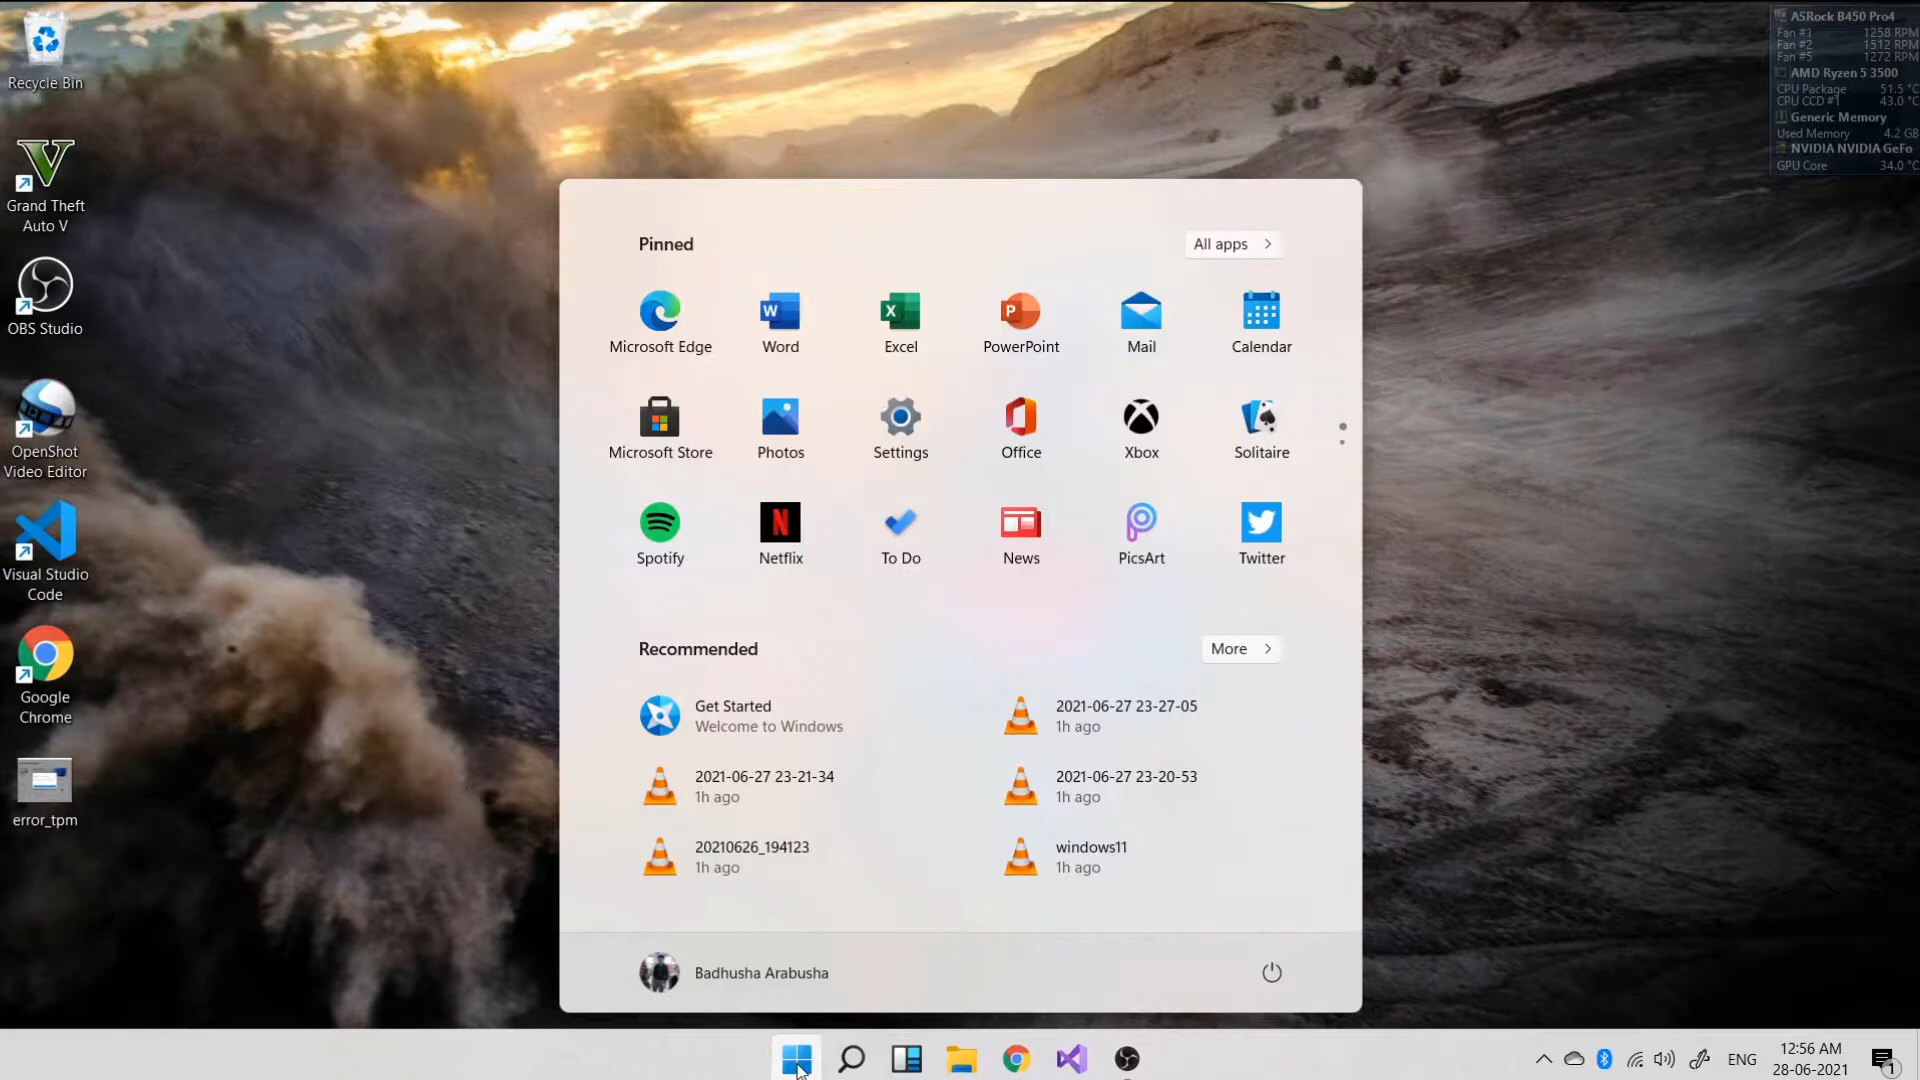 Recycle Bin
Grand Theft
Auto V
OBS Studio
OpenShot
Video Editor
Visual Studio
Code
Google
Chrome
error_tpm
ASRock B450 Pro4
Fan #1 1258 RPM
Fan #2 1512 RPM
Fan #5 1272 RPM
AMD Ryzen 5 3500
CPU Package 51.5 °C
CPU CCD #1 43.0 °C
Generic Memory
Used Memory 4.2 GB
NVIDIA NVIDIA GeFo
GPU Core 34.0 °C
Pinned
All apps >
Microsoft Edge Word Excel PowerPoint Mail Calendar
Microsoft Store Photos Settings Office Xbox Solitaire
Spotify Netflix To Do News PicsArt Twitter
Recommended
More >
Get Started
Welcome to Windows
2021-06-27 23-27-05
1h ago
2021-06-27 23-21-34
1h ago
2021-06-27 23-20-53
1h ago
20210626_194123
1h ago
windows11
1h ago
Badhusha Arabusha
ENG
12:56 AM
28-06-2021
1